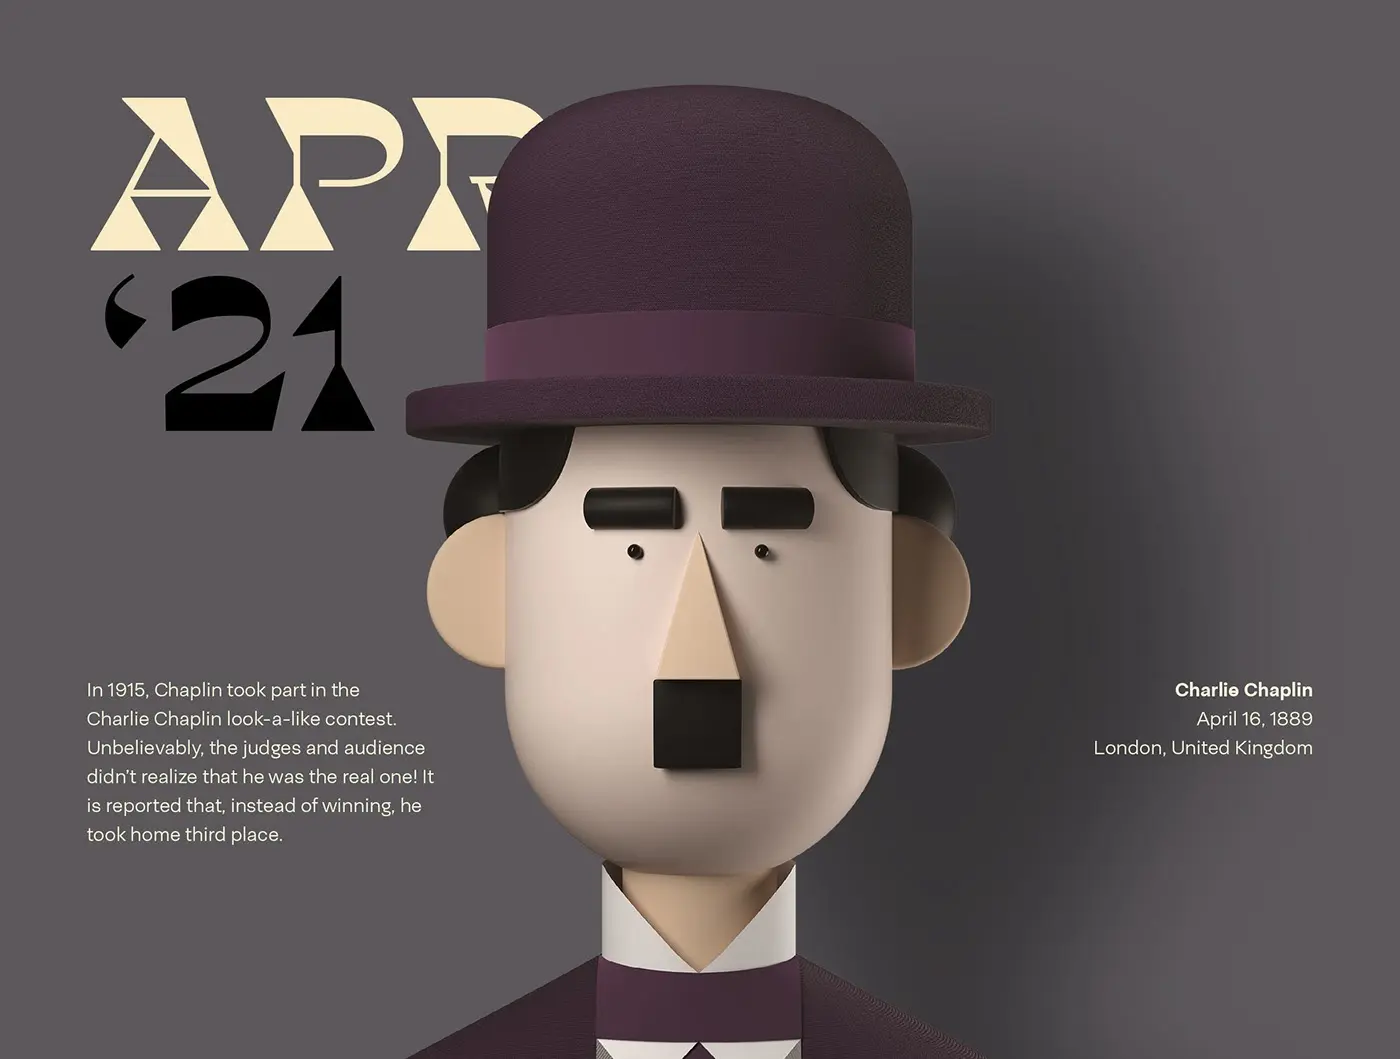 APR
‘21
In 1915, Chaplin took part in the
Charlie Chaplin look-a-like contest.
Unbelievably, the judges and audience
didn't realize that he was the real one! It
is reported that, instead of winning, he
took home third place.
Charlie Chaplin
April 16, 1889
London, United Kingdom